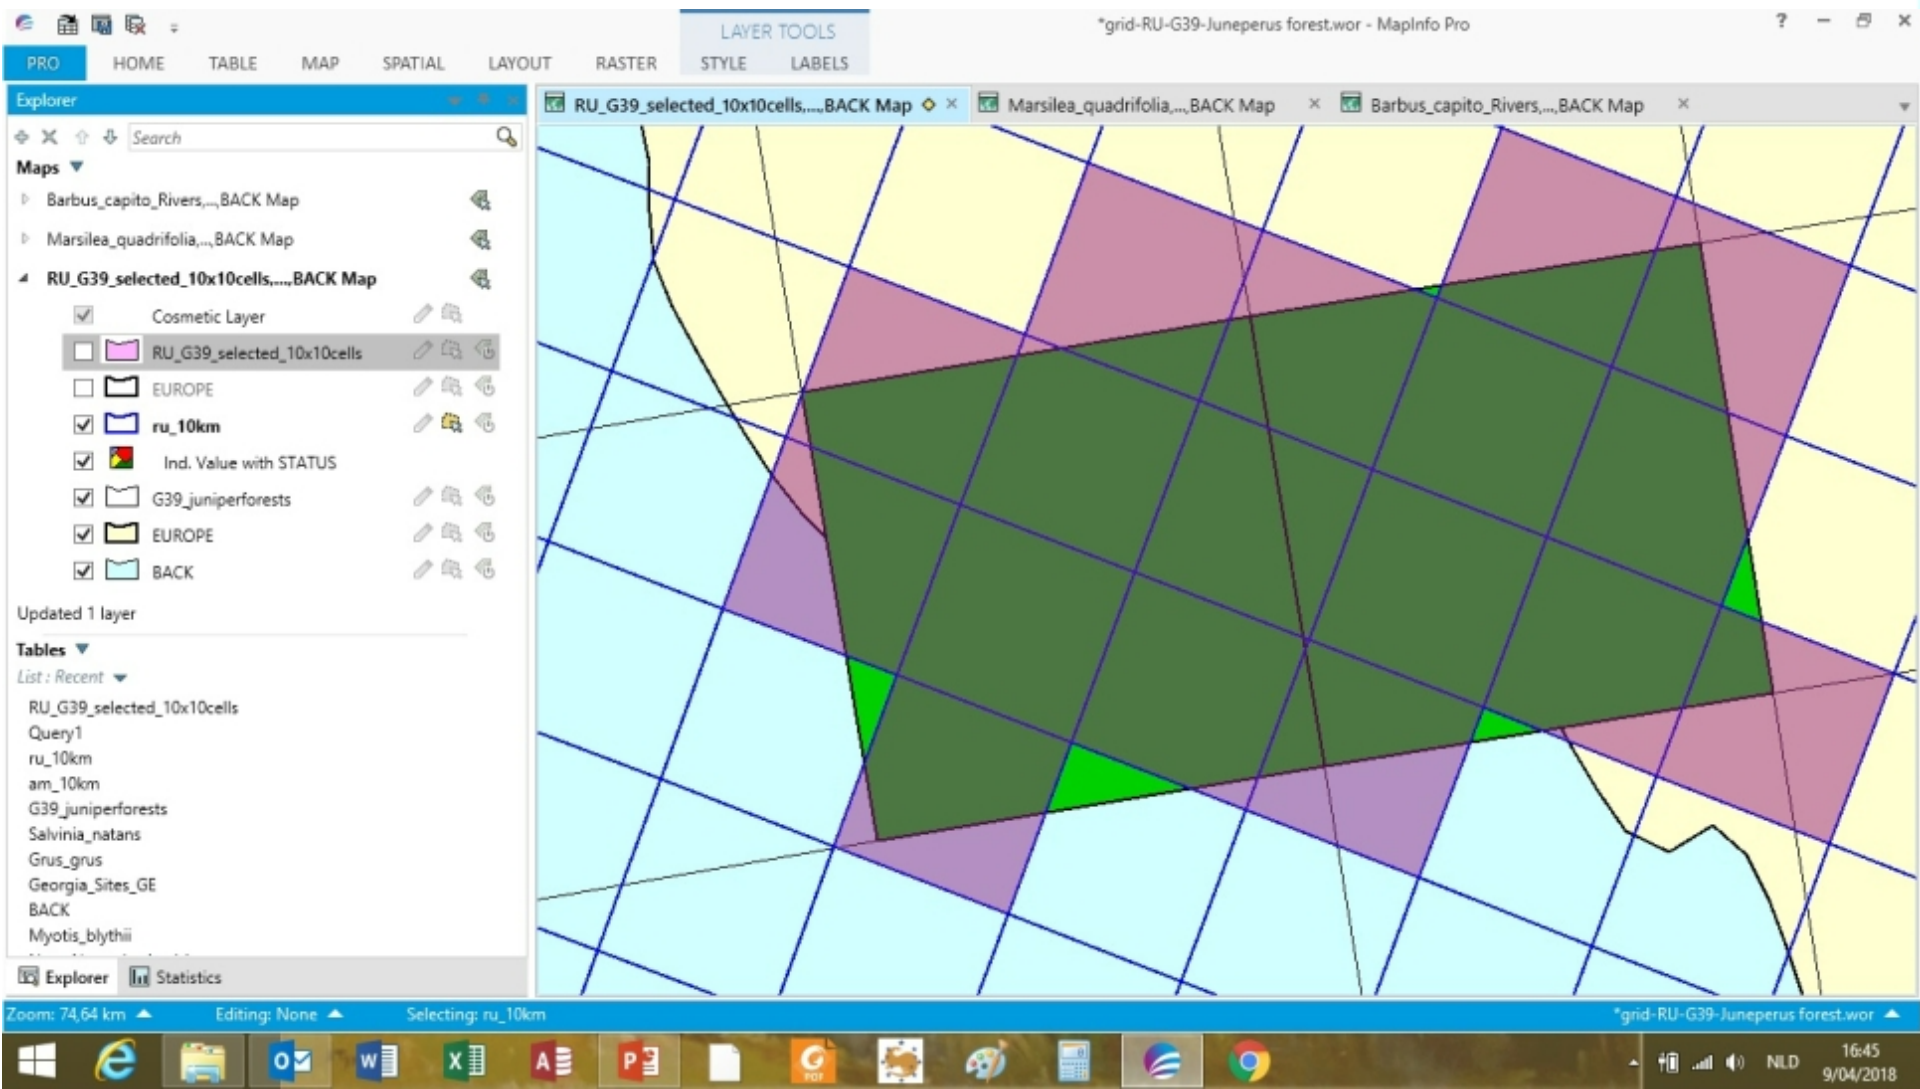 LAYER TOOLS
*grid-RU-G39-Juneperus forest.wor - MapInfo Pro
?
PRO HOME TABLE MAP SPATIAL LAYOUT RASTER STYLE LABELS
Explorer
RU_G39_selected_10x10cells,...,BACK Map
Marsilea_quadrifolia,...,BACK Map
Barbus_capito_Rivers,...,BACK Map
Search
Maps
Barbus_capito_Rivers,...,BACK Map
Marsilea_quadrifolia,...,BACK Map
RU_G39_selected_10x10cells,...,BACK Map
Cosmetic Layer
RU_G39_selected_10x10cells
EUROPE
ru_10km
Ind. Value with STATUS
G39_juniperforests
EUROPE
BACK
Updated 1 layer
Tables
List : Recent
RU_G39_selected_10x10cells
Query1
ru_10km
am_10km
G39_juniperforests
Salvinia_natans
Grus_grus
Georgia_Sites_GE
BACK
Myotis_blythii
Explorer Statistics
Zoom: 74,64 km Editing: None Selecting: ru_10km *grid-RU-G39-Juneperus forest.wor
NLD
16:45
9/04/2018